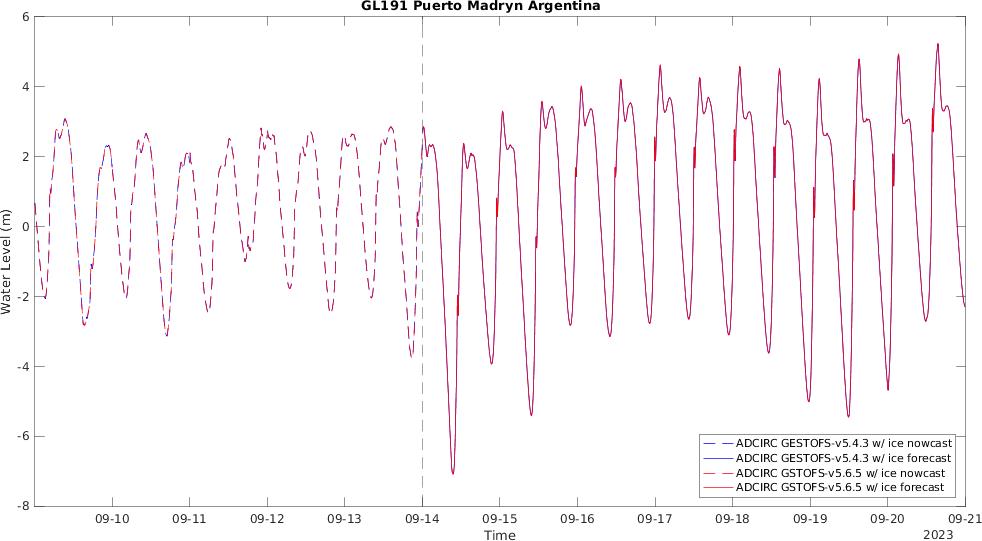 GL191 Puerto Madryn Argentina
6
4
2
0
-2
-4
-6
-8
Water Level (m)
ADCIRC GESTOFS-v5.4.3 w/ ice nowcast
ADCIRC GESTOFS-v5.4.3 w/ ice forecast
ADCIRC GSTOFS-v5.6.5 w/ ice nowcast
ADCIRC GSTOFS-v5.6.5 w/ ice forecast
09-10 09-11 09-12 09-13 09-14 09-15 09-16 09-17 09-18 09-19 09-20 09-21
Time
2023